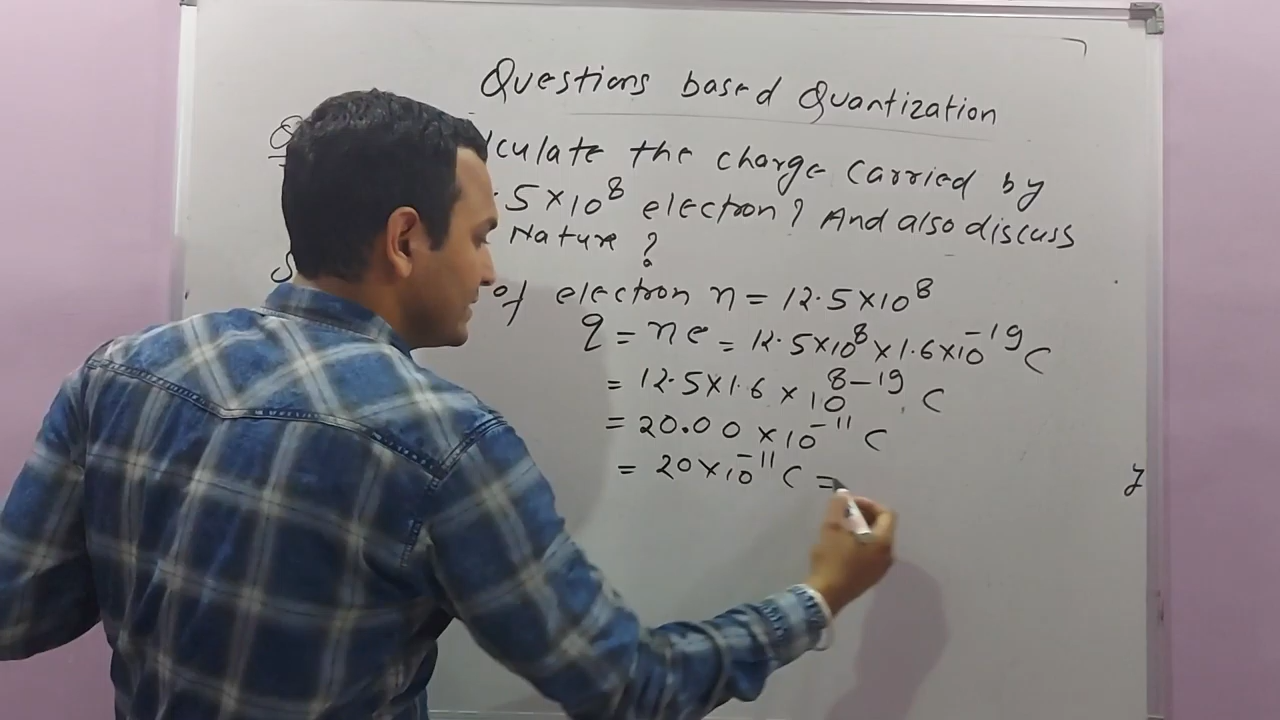 Questions based Quantization
lculate the charge carried by
.5×10⁸ electron? And also discuss
Nature?
of electron n = 12.5×10⁸
q = ne = 12.5×10⁸×1.6×10⁻¹⁹C
= 12.5×1.6×10⁸⁻¹⁹ C
= 20.00×10⁻¹¹ C
= 20×10⁻¹¹C =